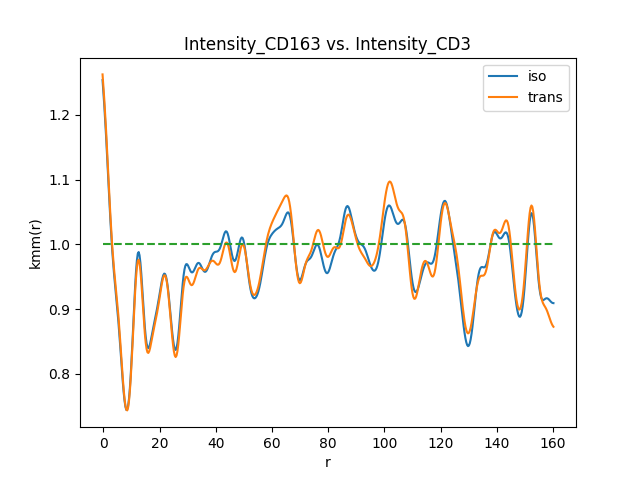 Intensity_CD163 vs. Intensity_CD3
iso
trans
1.2
1.1
1.0
0.9
0.8
kmm(r)
0 20 40 60 80 100 120 140 160
r